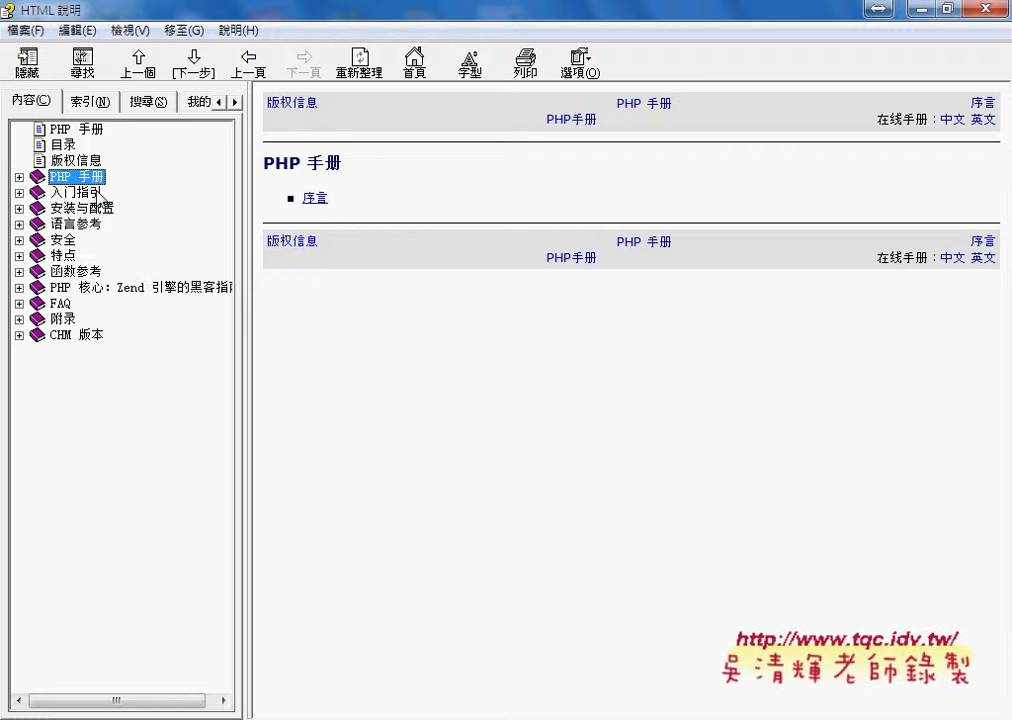 HTML 說明
檔案(F) 編輯(E) 檢視(V) 移至(G) 說明(H)
隱藏 尋找 上一個 [下一步] 上一頁 下一頁 重新整理 首頁 字型 列印 選項(O)
內容(C) 索引(N) 搜尋(S) 我的
PHP 手册
目录
版权信息
PHP 手册
入门指引
安装与配置
语言参考
安全
特点
函数参考
PHP 核心: Zend 引擎的黑客指南
FAQ
附录
CHM 版本
版权信息 PHP 手册 序言
PHP手册 在线手册：中文 英文
PHP 手册
序言
版权信息 PHP 手册 序言
PHP手册 在线手册：中文 英文
http://www.tqc.idv.tw/
吳清輝老師錄製